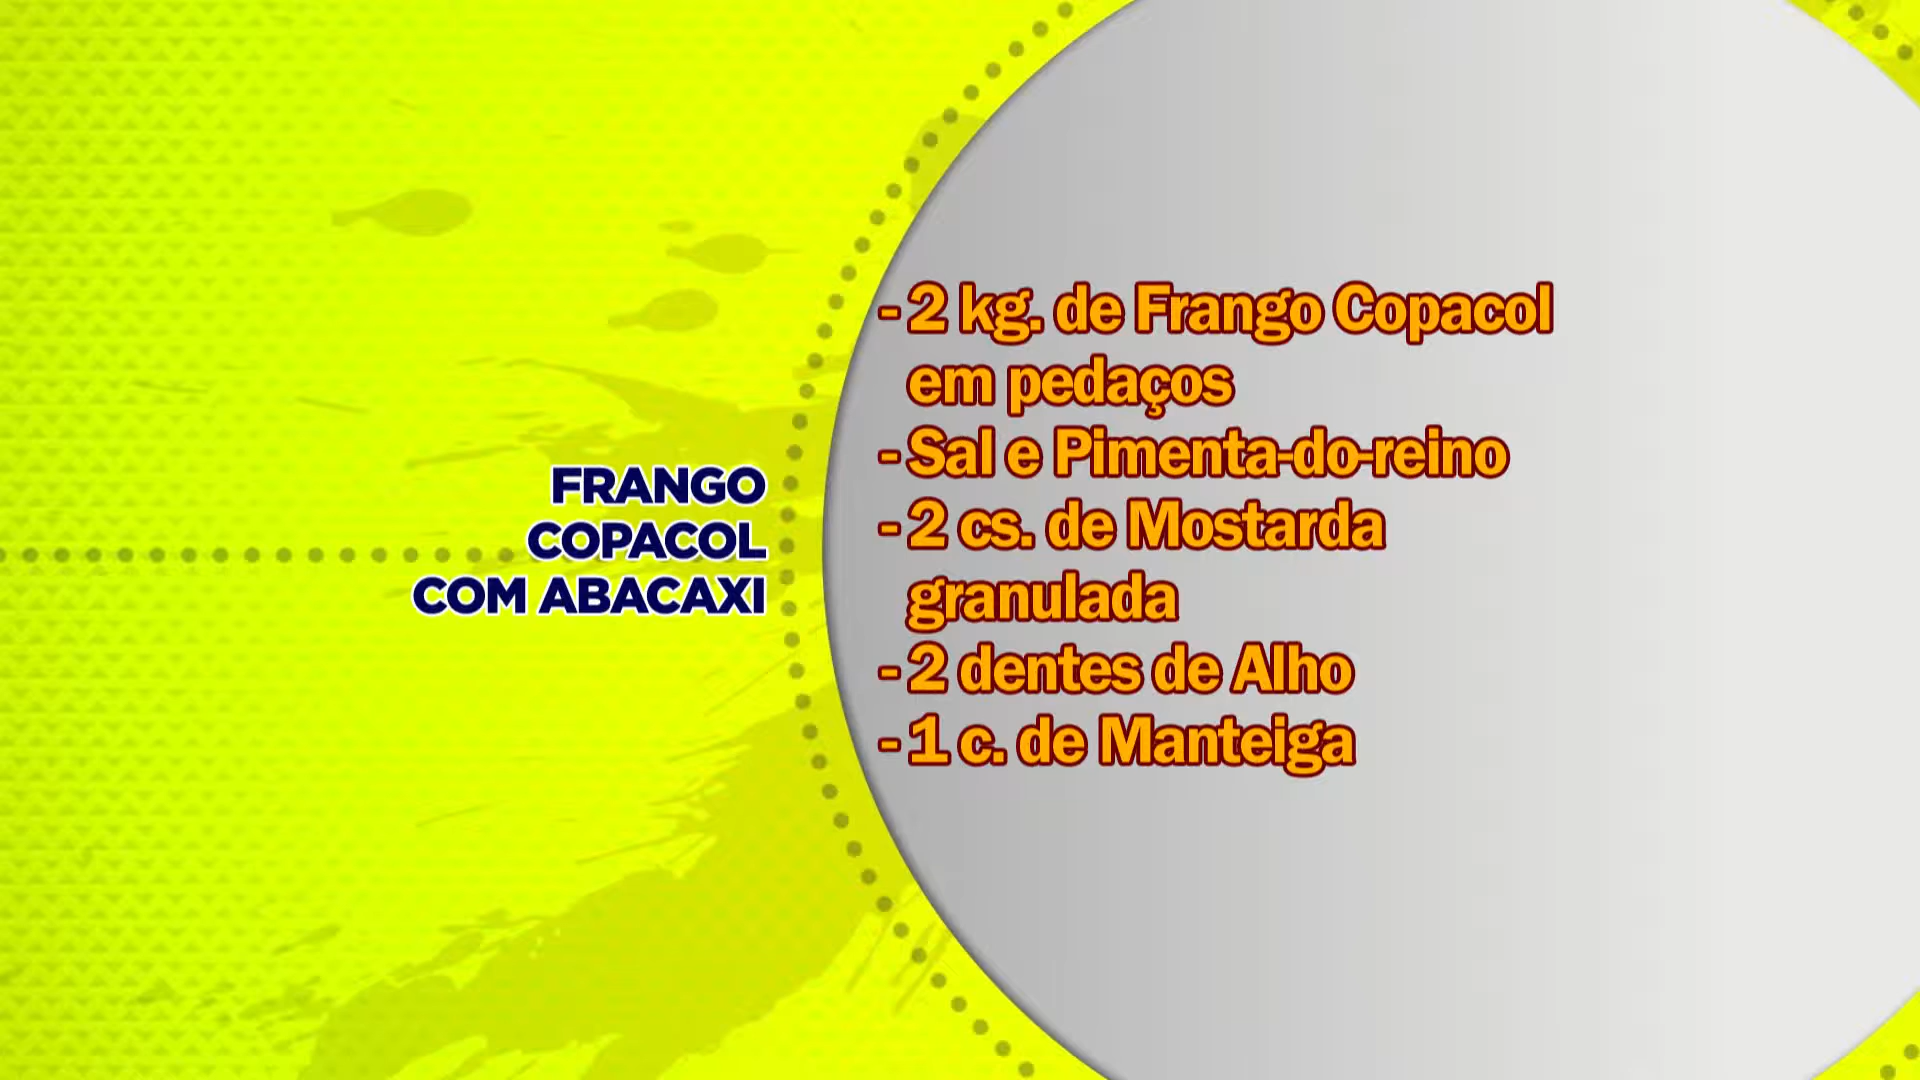 FRANGO
COPACOL
COM ABACAXI
- 2 kg. de Frango Copacol
em pedaços
- Sal e Pimenta-do-reino
- 2 cs. de Mostarda
granulada
- 2 dentes de Alho
- 1 c. de Manteiga